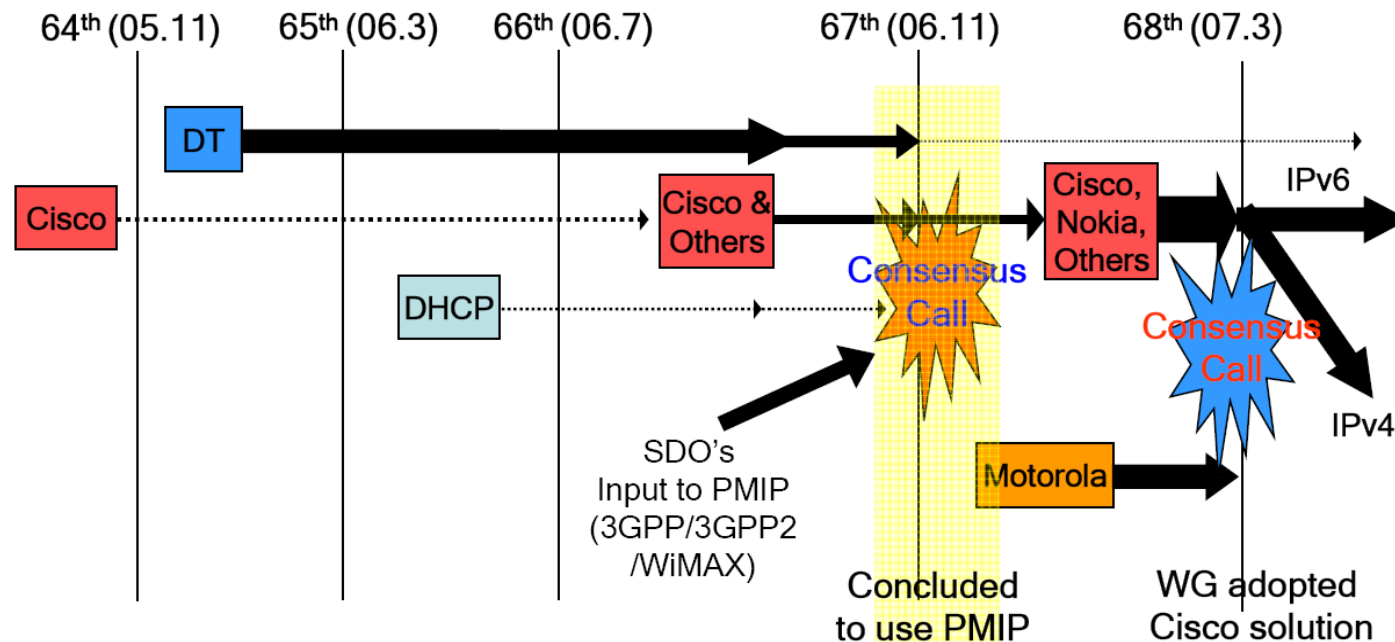 64th (05.11)
65th (06.3)
66th (06.7)
67th (06.11)
68th (07.3)
DT
Cisco
Cisco &
Others
Cisco,
Nokia,
Others
IPv6
DHCP
Consensus
Call
Consensus
Call
IPv4
SDO's
Input to PMIP
(3GPP/3GPP2
/WiMAX)
Motorola
Concluded
to use PMIP
WG adopted
Cisco solution